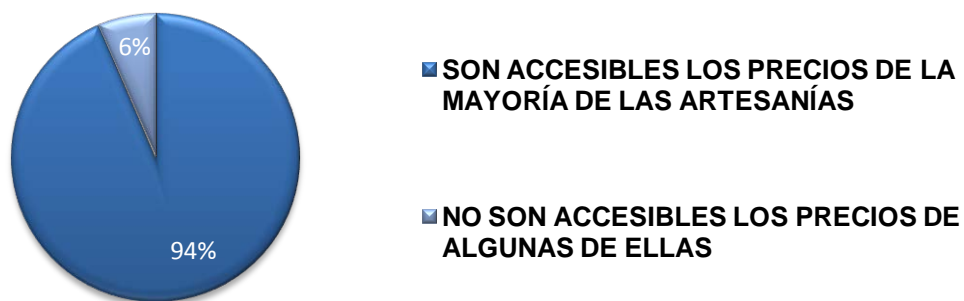 6%
SON ACCESIBLES LOS PRECIOS DE LA
MAYORÍA DE LAS ARTESANÍAS
NO SON ACCESIBLES LOS PRECIOS DE
ALGUNAS DE ELLAS
94%